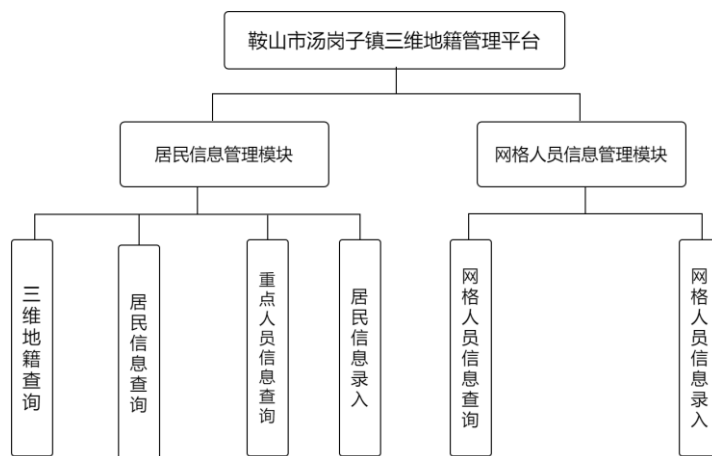 鞍山市汤岗子镇三维地籍管理平台
居民信息管理模块
网格人员信息管理模块
三维地籍查询
居民信息查询
重点人员信息查询
居民信息录入
网格人员信息查询
网格人员信息录入